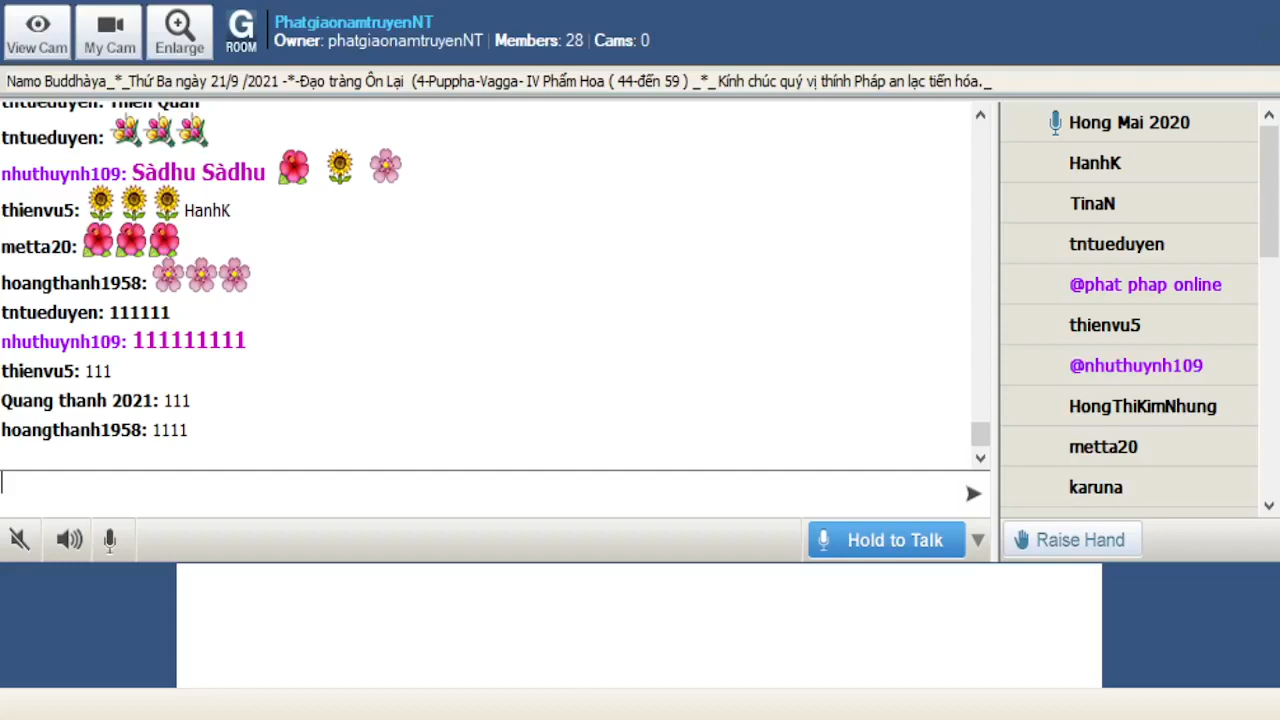 View Cam
My Cam
Enlarge
G
ROOM
PhatgiaonamtruyenNT
Owner: phatgiaonamtruyenNT | Members: 28 | Cams: 0
Namo Buddhàya_*_Thứ Ba ngày 21/9 /2021 -*-Đạo tràng Ôn Lại (4-Puppha-Vagga- IV Phẩm Hoa ( 44-đến 59 ) _*_Kính chúc quý vị thính Pháp an lạc tiến hóa._
tntueduyen: Thien Quan
tntueduyen:
nhuthuynh109: Sàdhu Sàdhu
thienvu5: HanhK
metta20:
hoangthanh1958:
tntueduyen: 111111
nhuthuynh109: 111111111
thienvu5: 111
Quang thanh 2021: 111
hoangthanh1958: 1111
Hong Mai 2020
HanhK
TinaN
tntueduyen
@phat phap online
thienvu5
@nhuthuynh109
HongThiKimNhung
metta20
karuna
Hold to Talk
Raise Hand